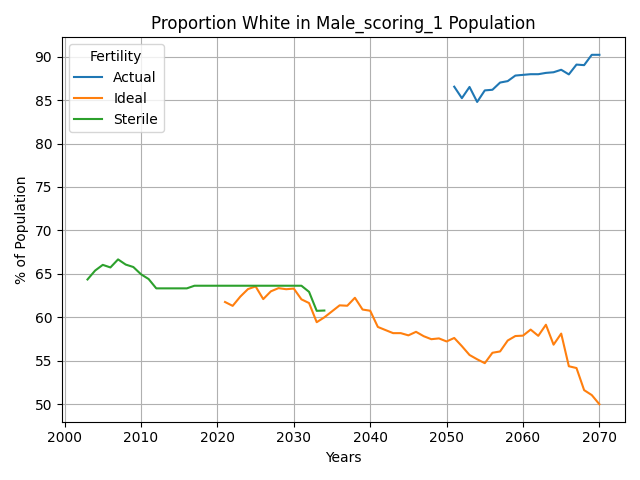 Proportion White in Male_scoring_1 Population
Fertility
Actual
Ideal
Sterile
% of Population
90
85
80
75
70
65
60
55
50
2000 2010 2020 2030 2040 2050 2060 2070
Years